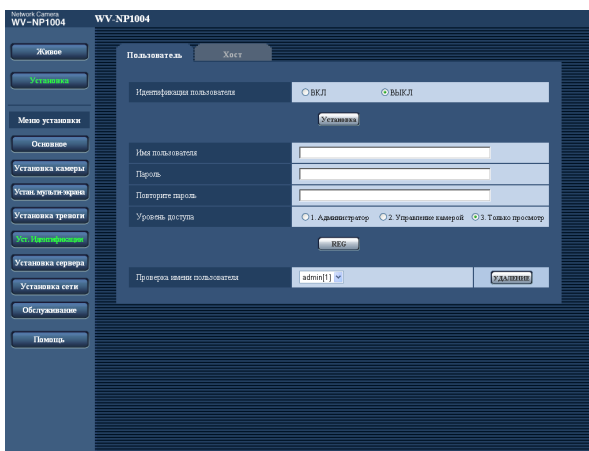 Network Camera
WV-NP1004
WV-NP1004
Живое
Установка
Меню установки
Основное
Установка камеры
Устан. мульти-экрана
Установка тревоги
Уст. Идентификации
Установка сервера
Установка сети
Обслуживание
Помощь
Пользователь Хост
Идентификация пользователя ВКЛ ВЫКЛ
Установка
Имя пользователя
Пароль
Повторите пароль
Уровень доступа 1. Администратор 2. Управление камерой 3. Только просмотр
REG
Проверка имени пользователя admin[1] УДАЛЕНИЕ